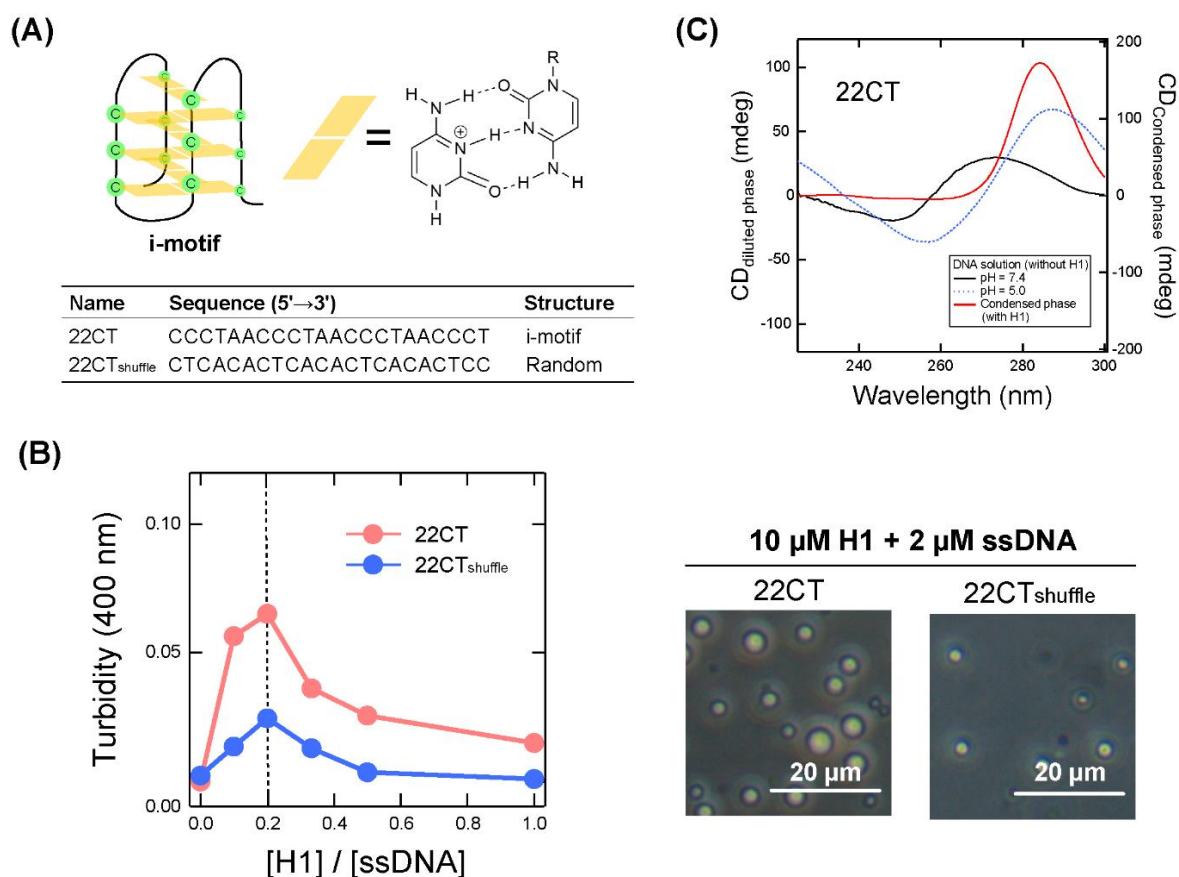 (A)
C C C C C C C C C C C
i-motif
=
R
N H O N
N H N
N O H N H
H
Name Sequence (5'→3') Structure
22CT CCCTAACCCTAACCCTAACCCT i-motif
22CTshuffle CTCACACTCACACTCACACTCC Random
(C)
22CT
CDdiluted phase (mdeg)
100
50
0
-50
-100
CDCondensed phase (mdeg)
200
100
0
-100
-200
DNA solution (without H1)
pH = 7.4
pH = 5.0
Condensed phase
(with H1)
240 260 280 300
Wavelength (nm)
(B)
Turbidity (400 nm)
0.10
0.05
0.00
22CT
22CTshuffle
0.0 0.2 0.4 0.6 0.8 1.0
[H1] / [ssDNA]
10 µM H1 + 2 µM ssDNA
22CT 22CTshuffle
20 µm 20 µm